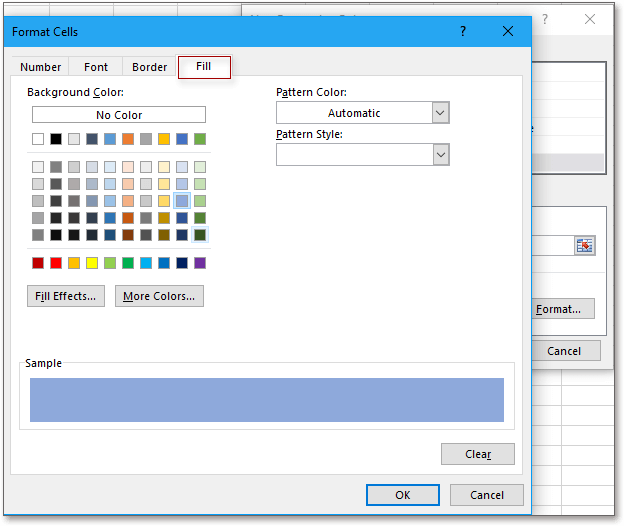 Format Cells
?
Number Font Border Fill
Background Color:
No Color
Pattern Color:
Automatic
Pattern Style:
Fill Effects... More Colors...
Sample
Clear
OK Cancel
?
e
Format...
Cancel